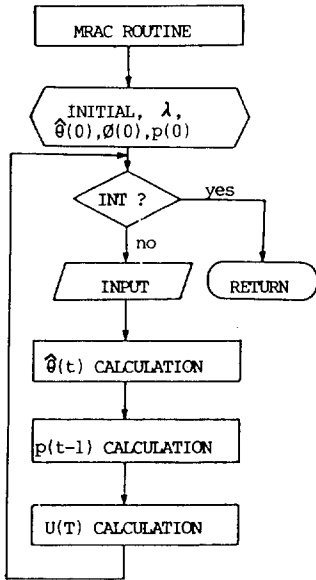 MRAC ROUTINE
INITIAL, λ,
θ̂(0),Ø(0),p(0)
INT ?
yes
no
INPUT
RETURN
θ̂(t) CALCULATION
p(t-1) CALCULATION
U(T) CALCULATION